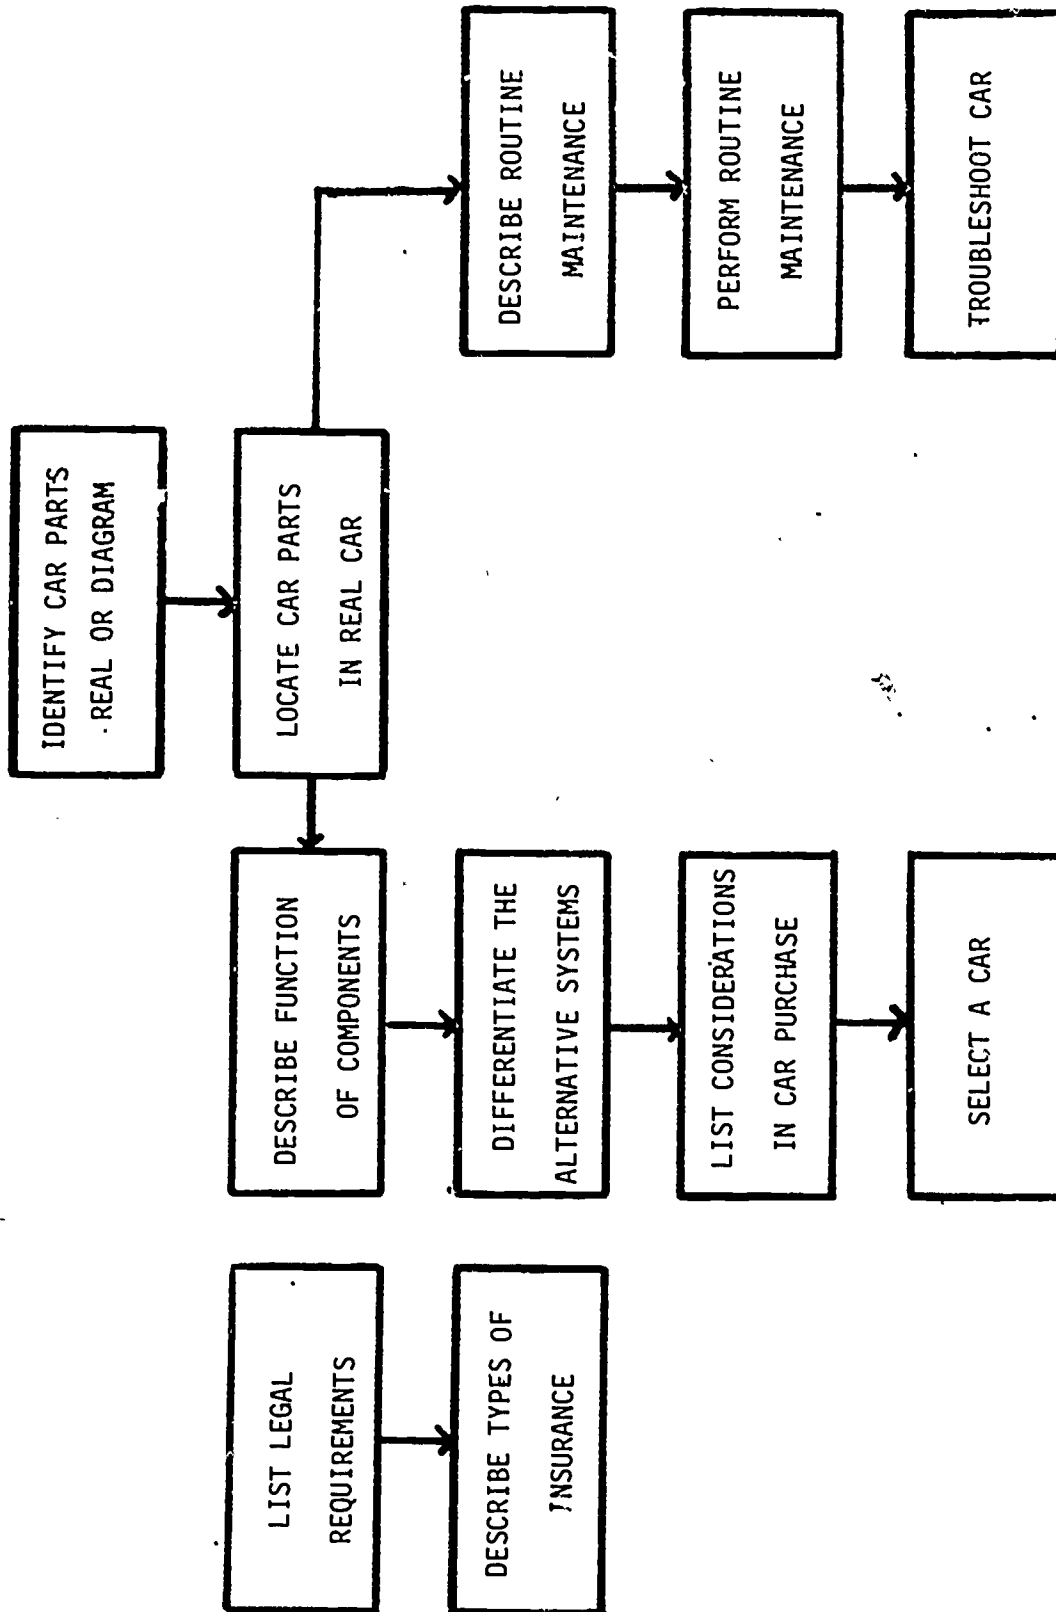 IDENTIFY CAR PARTS
REAL OR DIAGRAM
LOCATE CAR PARTS
IN REAL CAR
LIST LEGAL
REQUIREMENTS
DESCRIBE TYPES OF
INSURANCE
DESCRIBE FUNCTION
OF COMPONENTS
DIFFERENTIATE THE
ALTERNATIVE SYSTEMS
LIST CONSIDERATIONS
IN CAR PURCHASE
SELECT A CAR
DESCRIBE ROUTINE
MAINTENANCE
PERFORM ROUTINE
MAINTENANCE
TROUBLESHOOT CAR